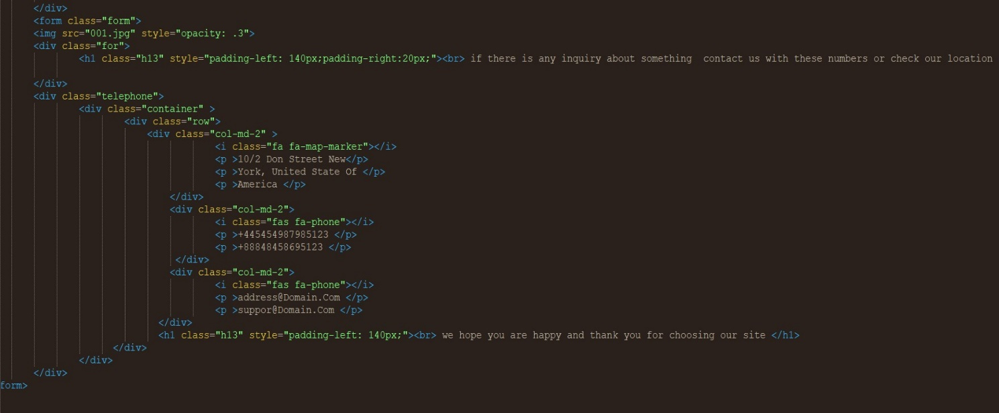 </div>
<form class="form">
<img src="001.jpg" style="opacity: .3">
<div class="for">
<h1 class="h13" style="padding-left: 140px;padding-right:20px;"><br> if there is any inquiry about something  contact us with these numbers or check our location
</div>
<div class="telephone">
<div class="container" >
<div class="row">
<div class="col-md-2" >
<i class="fa fa-map-marker"></i>
<p >10/2 Don Street New</p>
<p >York, United State Of </p>
<p >America </p>
</div>
<div class="col-md-2">
<i class="fas fa-phone"></i>
<p >+445454987985123 </p>
<p >+88848458695123 </p>
</div>
<div class="col-md-2">
<i class="fas fa-phone"></i>
<p >address@Domain.Com </p>
<p >suppor@Domain.Com </p>
</div>
<h1 class="h13" style="padding-left: 140px;"><br> we hope you are happy and thank you for choosing our site </h1>
</div>
</div>
</div>
form>